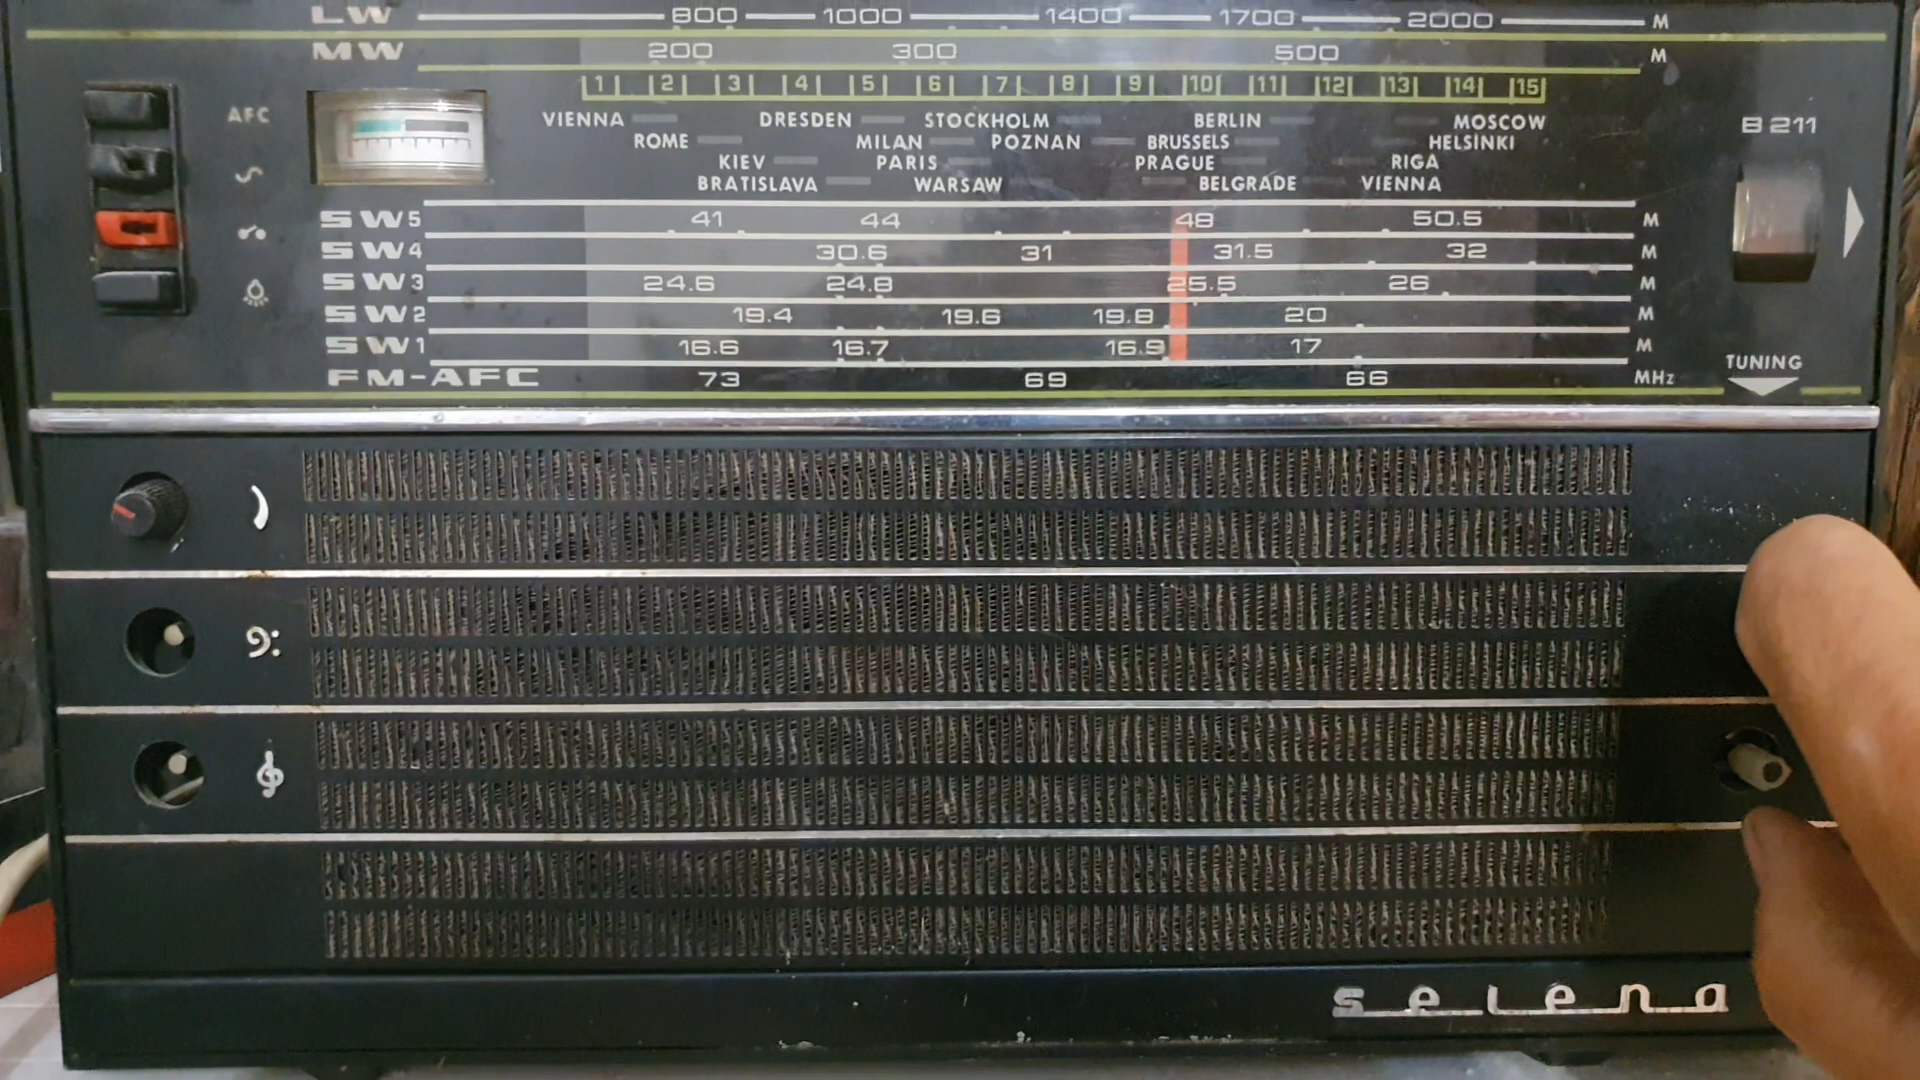 LW 800 1000 1400 1700 2000 M
MW 200 300 500 M
1 2 3 4 5 6 7 8 9 10 11 12 13 14 15
AFC
VIENNA DRESDEN STOCKHOLM BERLIN MOSCOW
B 211
ROME MILAN POZNAN BRUSSELS HELSINKI
KIEV PARIS PRAGUE RIGA
BRATISLAVA WARSAW BELGRADE VIENNA
SW5 41 44 48 50.5 M
SW4 30.6 31 31.5 32 M
SW3 24.6 24.8 25.5 26 M
SW2 19.4 19.6 19.8 20 M
SW1 16.6 16.7 16.9 17 M
TUNING
FM-AFC 73 69 66 MHz
selena